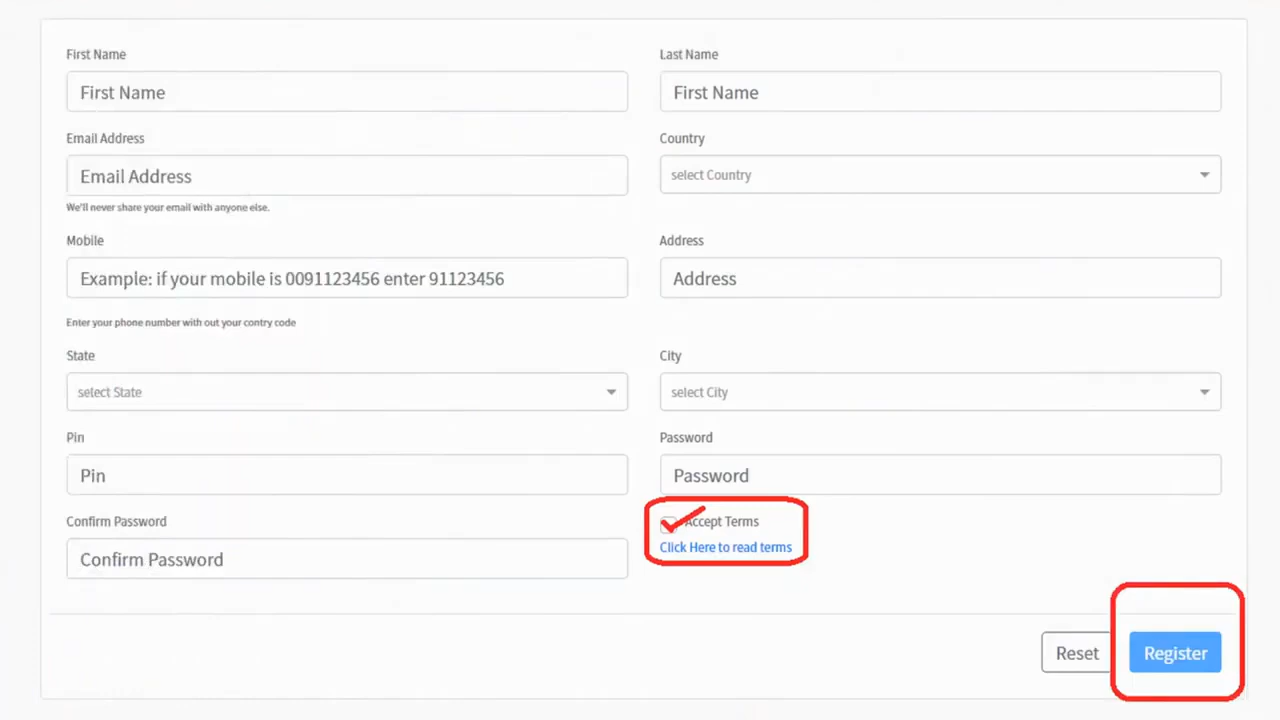 First Name
Last Name
First Name
First Name
Email Address
Country
Email Address
select Country
We'll never share your email with anyone else.
Mobile
Address
Example: if your mobile is 0091123456 enter 91123456
Address
Enter your phone number with out your contry code
State
City
select State
select City
Pin
Password
Pin
Password
Confirm Password
Accept Terms
Click Here to read terms
Confirm Password
Reset
Register